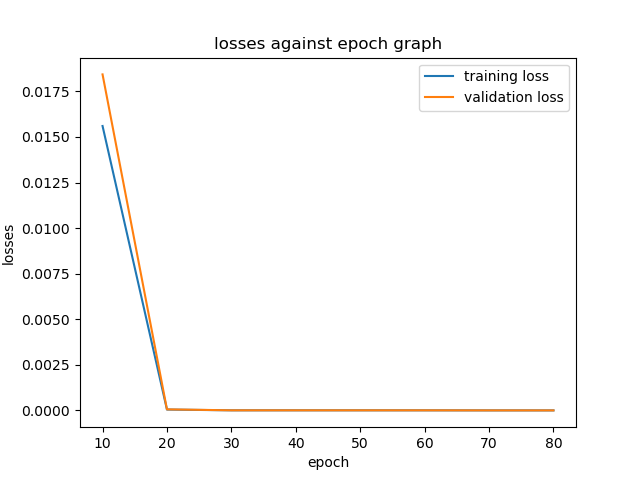 losses against epoch graph
training loss
validation loss
0.0175
0.0150
0.0125
0.0100
0.0075
0.0050
0.0025
0.0000
losses
10 20 30 40 50 60 70 80
epoch